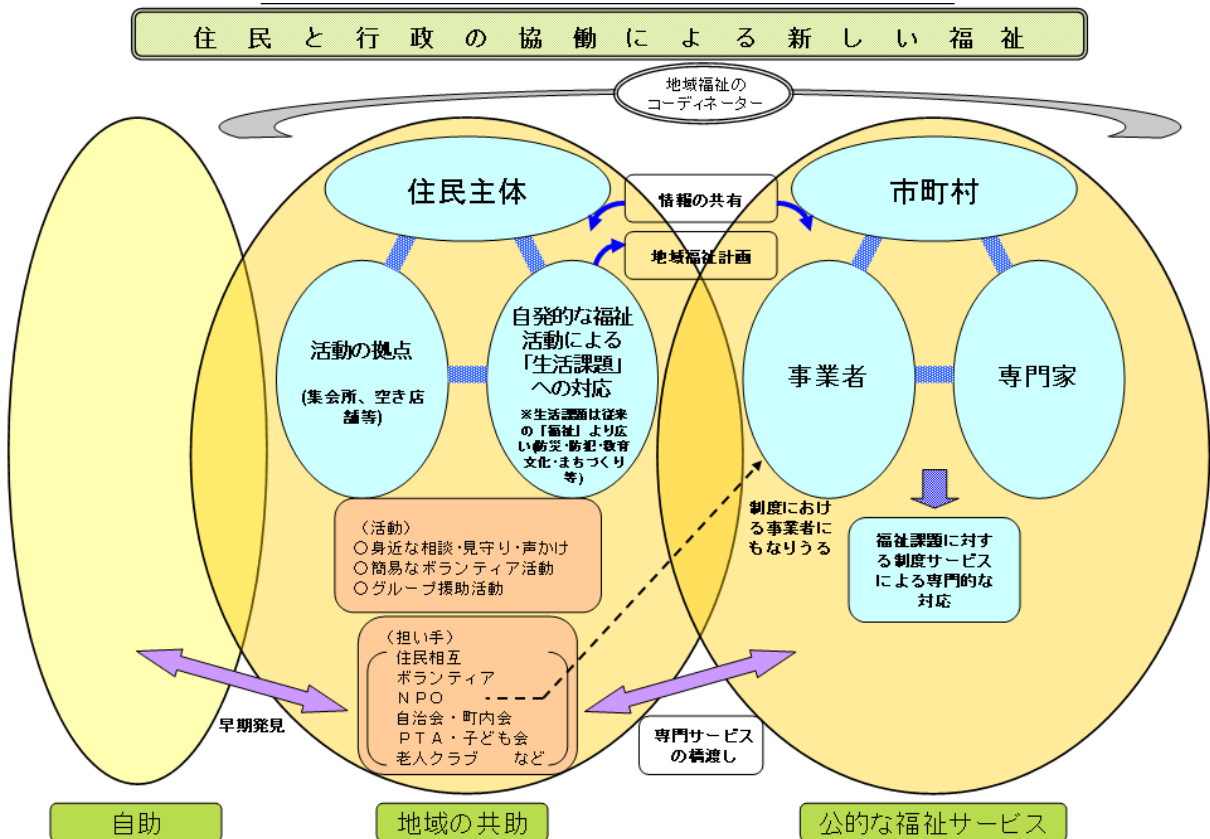 住民と行政の協働による新しい福祉
地域福祉の
コーディネーター
住民主体
情報の共有
市町村
地域福祉計画
活動の拠点
(集会所、空き店
舗等)
自発的な福祉
活動による
「生活課題」
への対応
※生活課題は従来
の「福祉」より広
い(防災・防犯・教育
文化・まちづくり
等)
事業者
専門家
(活動)
○身近な相談・見守り・声かけ
○簡易なボランティア活動
○グループ援助活動
制度におけ
る事業者に
もなりうる
福祉課題に対す
る制度サービス
による専門的な
対応
(担い手)
住民相互
ボランティア
NPO
自治会・町内会
PTA・子ども会
老人クラブ など
早期発見
専門サービス
の橋渡し
自助
地域の共助
公的な福祉サービス